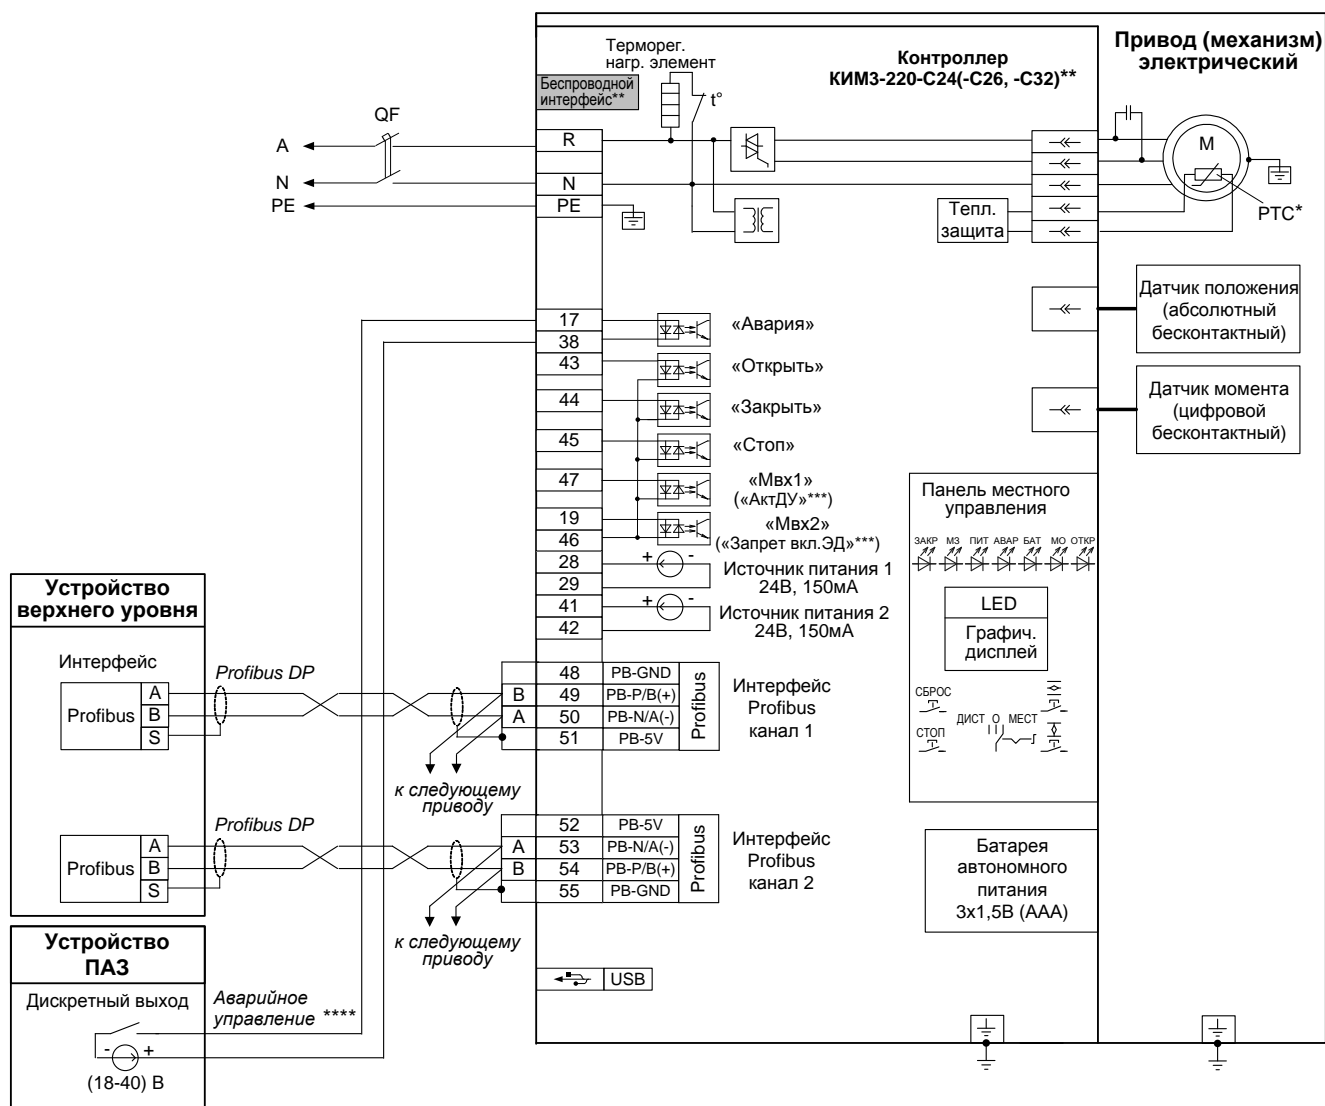 Терморег.
нагр. элемент
Контроллер
КИМ3-220-С24(-С26, -С32)**
Привод (механизм)
электрический
Беспроводной
интерфейс**
t°
QF
A
N
PE
R
N
PE
M
PTC*
Тепл.
защита
Датчик положения
(абсолютный
бесконтактный)
Датчик момента
(цифровой
бесконтактный)
17
38
«Авария»
43
«Открыть»
44
«Закрыть»
45
«Стоп»
47
«Мвх1»
(«АктДУ»***)
19
46
«Мвх2»
(«Запрет вкл.ЭД»***)
28
29
+ -
Источник питания 1
24В, 150мА
41
42
+ -
Источник питания 2
24В, 150мА
Панель местного
управления
ЗАКР МЗ ПИТ АВАР БАТ МО ОТКР
LED
Графич.
дисплей
СБРОС
ДИСТ О МЕСТ
СТОП
Устройство
верхнего уровня
Интерфейс
Profibus
A
B
S
Profibus DP
48 PB-GND
B 49 PB-P/B(+)
A 50 PB-N/A(-)
51 PB-5V
Profibus
Интерфейс
Profibus
канал 1
к следующему
приводу
Profibus
A
B
S
Profibus DP
52 PB-5V
A 53 PB-N/A(-)
B 54 PB-P/B(+)
55 PB-GND
Profibus
Интерфейс
Profibus
канал 2
к следующему
приводу
Батарея
автономного
питания
3х1,5В (ААА)
USB
Устройство
ПАЗ
Дискретный выход
Аварийное
управление ****
- +
(18-40) В